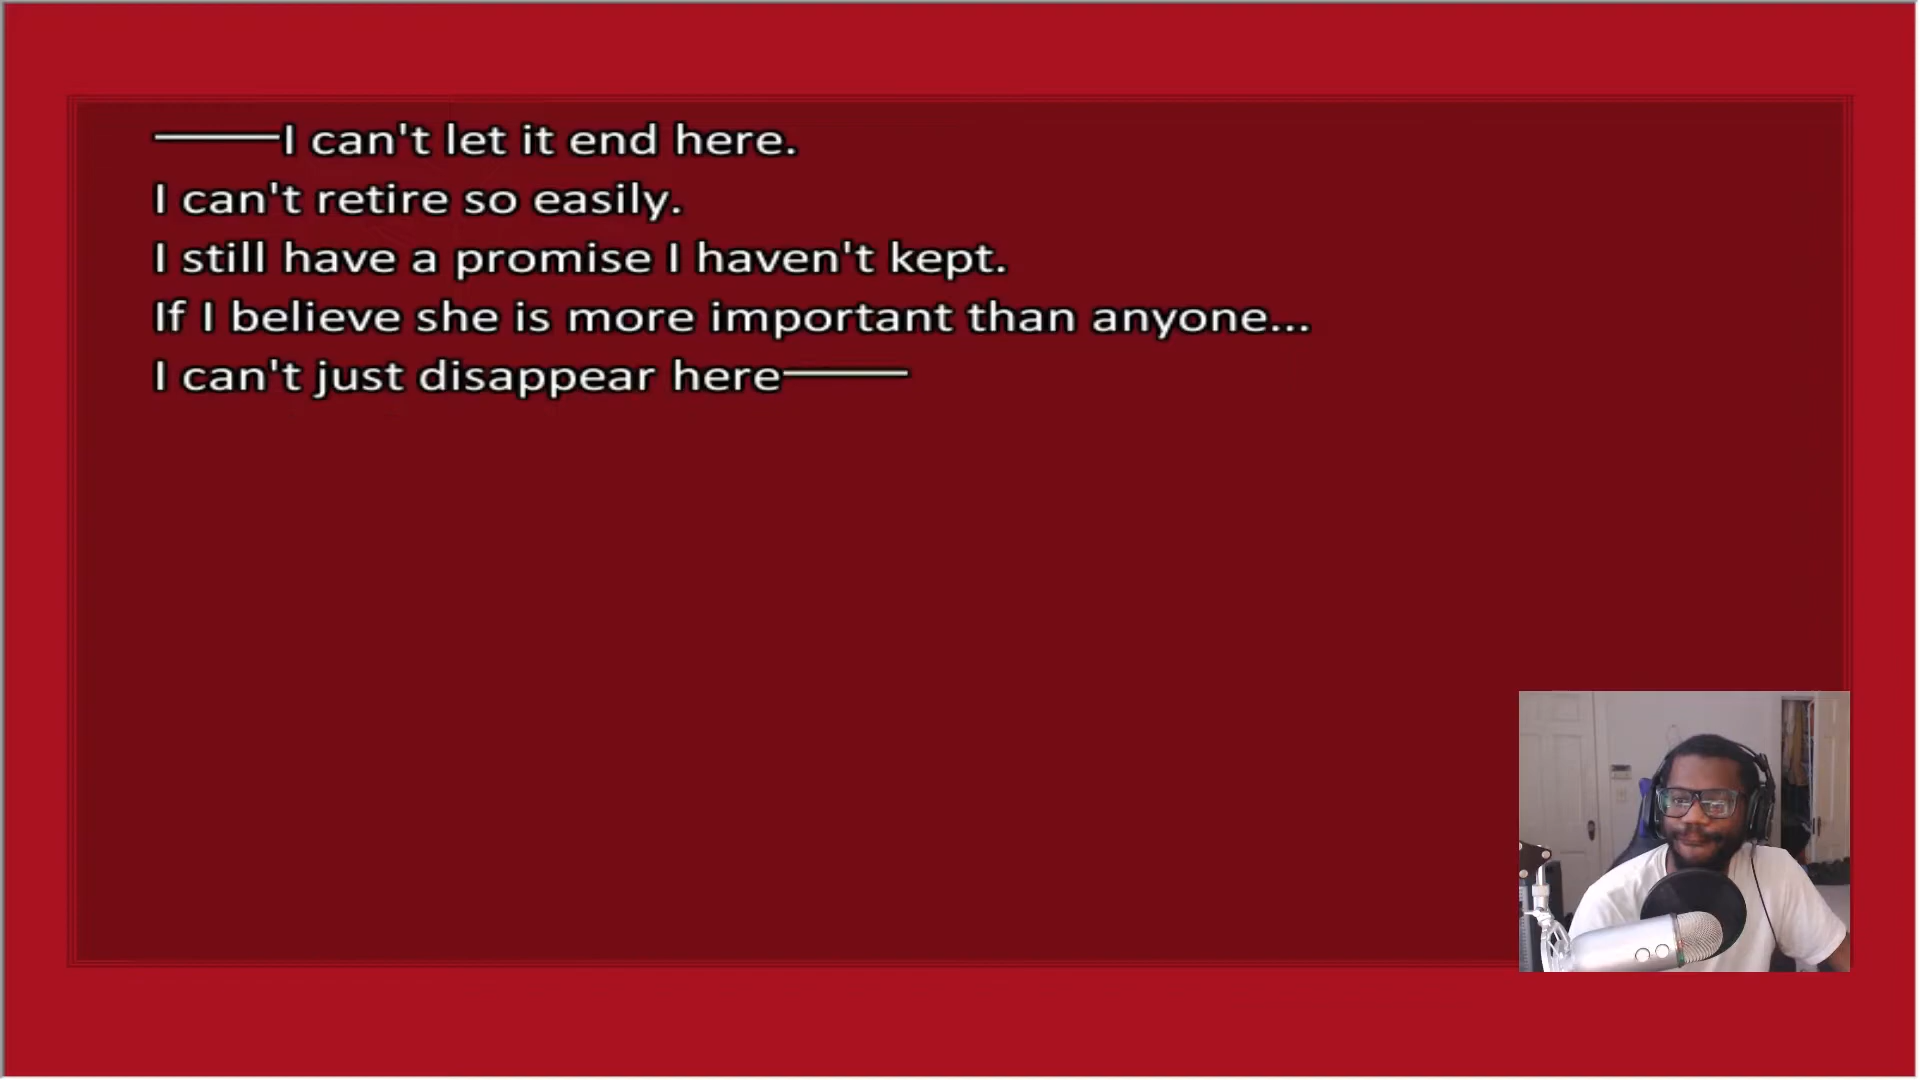 ────I can't let it end here.
I can't retire so easily.
I still have a promise I haven't kept.
If I believe she is more important than anyone...
I can't just disappear here────